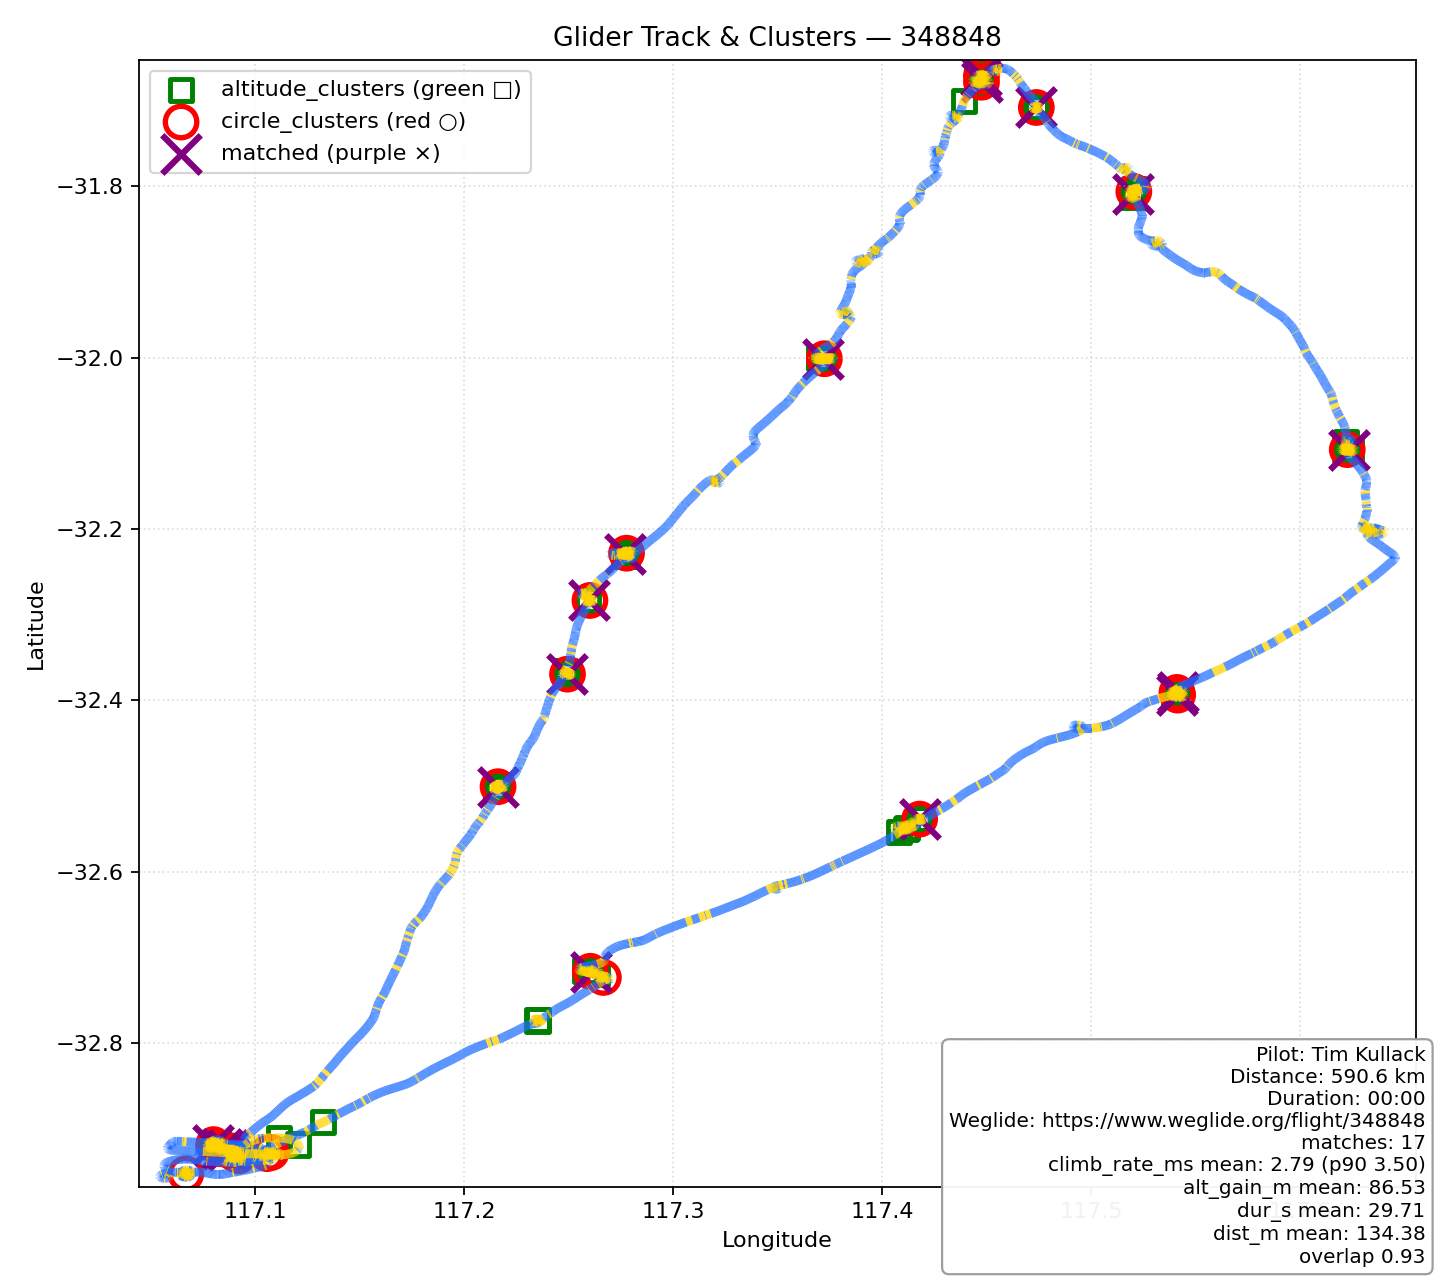 Glider Track & Clusters — 348848
altitude_clusters (green □)
circle_clusters (red ○)
matched (purple ×)
−31.8
−32.0
−32.2
−32.4
−32.6
−32.8
Latitude
117.1
117.2
117.3
117.4
117.5
Longitude
Pilot: Tim Kullack
Distance: 590.6 km
Duration: 00:00
Weglide: https://www.weglide.org/flight/348848
matches: 17
climb_rate_ms mean: 2.79 (p90 3.50)
alt_gain_m mean: 86.53
dur_s mean: 29.71
dist_m mean: 134.38
overlap 0.93